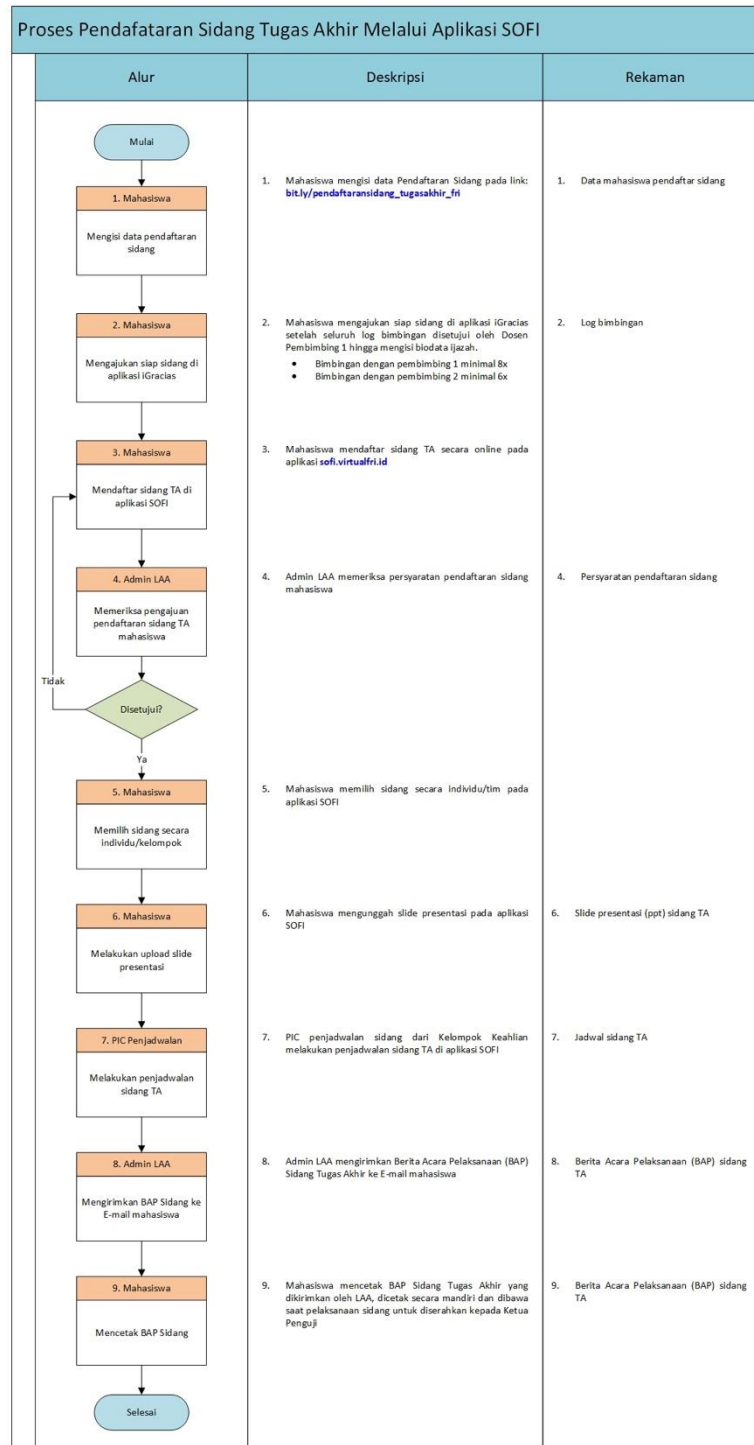 Proses Pendafataran Sidang Tugas Akhir Melalui Aplikasi SOFI
Alur
Deskripsi
Rekaman
Mulai
1. Mahasiswa
Mengisi data pendaftaran
sidang
1. Mahasiswa mengisi data Pendaftaran Sidang pada link:
bit.ly/pendaftaransidang_tugasakhir_fri
1. Data mahasiswa pendaftar sidang
2. Mahasiswa
Mengajukan siap sidang di
aplikasi iGracias
2. Mahasiswa mengajukan siap sidang di aplikasi iGracias
setelah seluruh log bimbingan disetujui oleh Dosen
Pembimbing 1 hingga mengisi biodata ijazah.
• Bimbingan dengan pembimbing 1 minimal 8x
• Bimbingan dengan pembimbing 2 minimal 6x
2. Log bimbingan
3. Mahasiswa
Mendaftar sidang TA di
aplikasi SOFI
3. Mahasiswa mendaftar sidang TA secara online pada
aplikasi sofi.virtualfri.id
4. Admin LAA
Memeriksa pengajuan
pendaftaran sidang TA
mahasiswa
4. Admin LAA memeriksa persyaratan pendaftaran sidang
mahasiswa
4. Persyaratan pendaftaran sidang
Tidak
Disetujui?
Ya
5. Mahasiswa
Memilih sidang secara
individu/kelompok
5. Mahasiswa memilih sidang secara individu/tim pada
aplikasi SOFI
6. Mahasiswa
Melakukan upload slide
presentasi
6. Mahasiswa mengunggah slide presentasi pada aplikasi
SOFI
6. Slide presentasi (ppt) sidang TA
7. PIC Penjadwalan
Melakukan penjadwalan
sidang TA
7. PIC penjadwalan sidang dari Kelompok Keahlian
melakukan penjadwalan sidang TA di aplikasi SOFI
7. Jadwal sidang TA
8. Admin LAA
Mengirimkan BAP Sidang ke
E-mail mahasiswa
8. Admin LAA mengirimkan Berita Acara Pelaksanaan (BAP)
Sidang Tugas Akhir ke E-mail mahasiswa
8. Berita Acara Pelaksanaan (BAP) sidang
TA
9. Mahasiswa
Mencetak BAP Sidang
9. Mahasiswa mencetak BAP Sidang Tugas Akhir yang
dikirimkan oleh LAA, dicetak secara mandiri dan dibawa
saat pelaksanaan sidang untuk diserahkan kepada Ketua
Penguji
9. Berita Acara Pelaksanaan (BAP) sidang
TA
Selesai